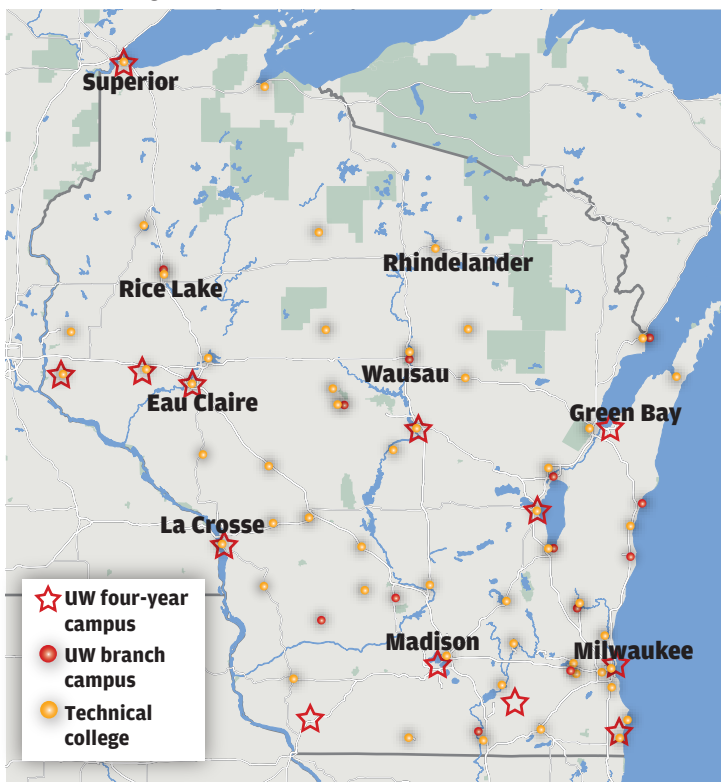 Superior
Rhindelander
Rice Lake
Wausau
Eau Claire
Green Bay
La Crosse
UW four-year
campus
UW branch
campus
Technical
college
Madison
Milwaukee